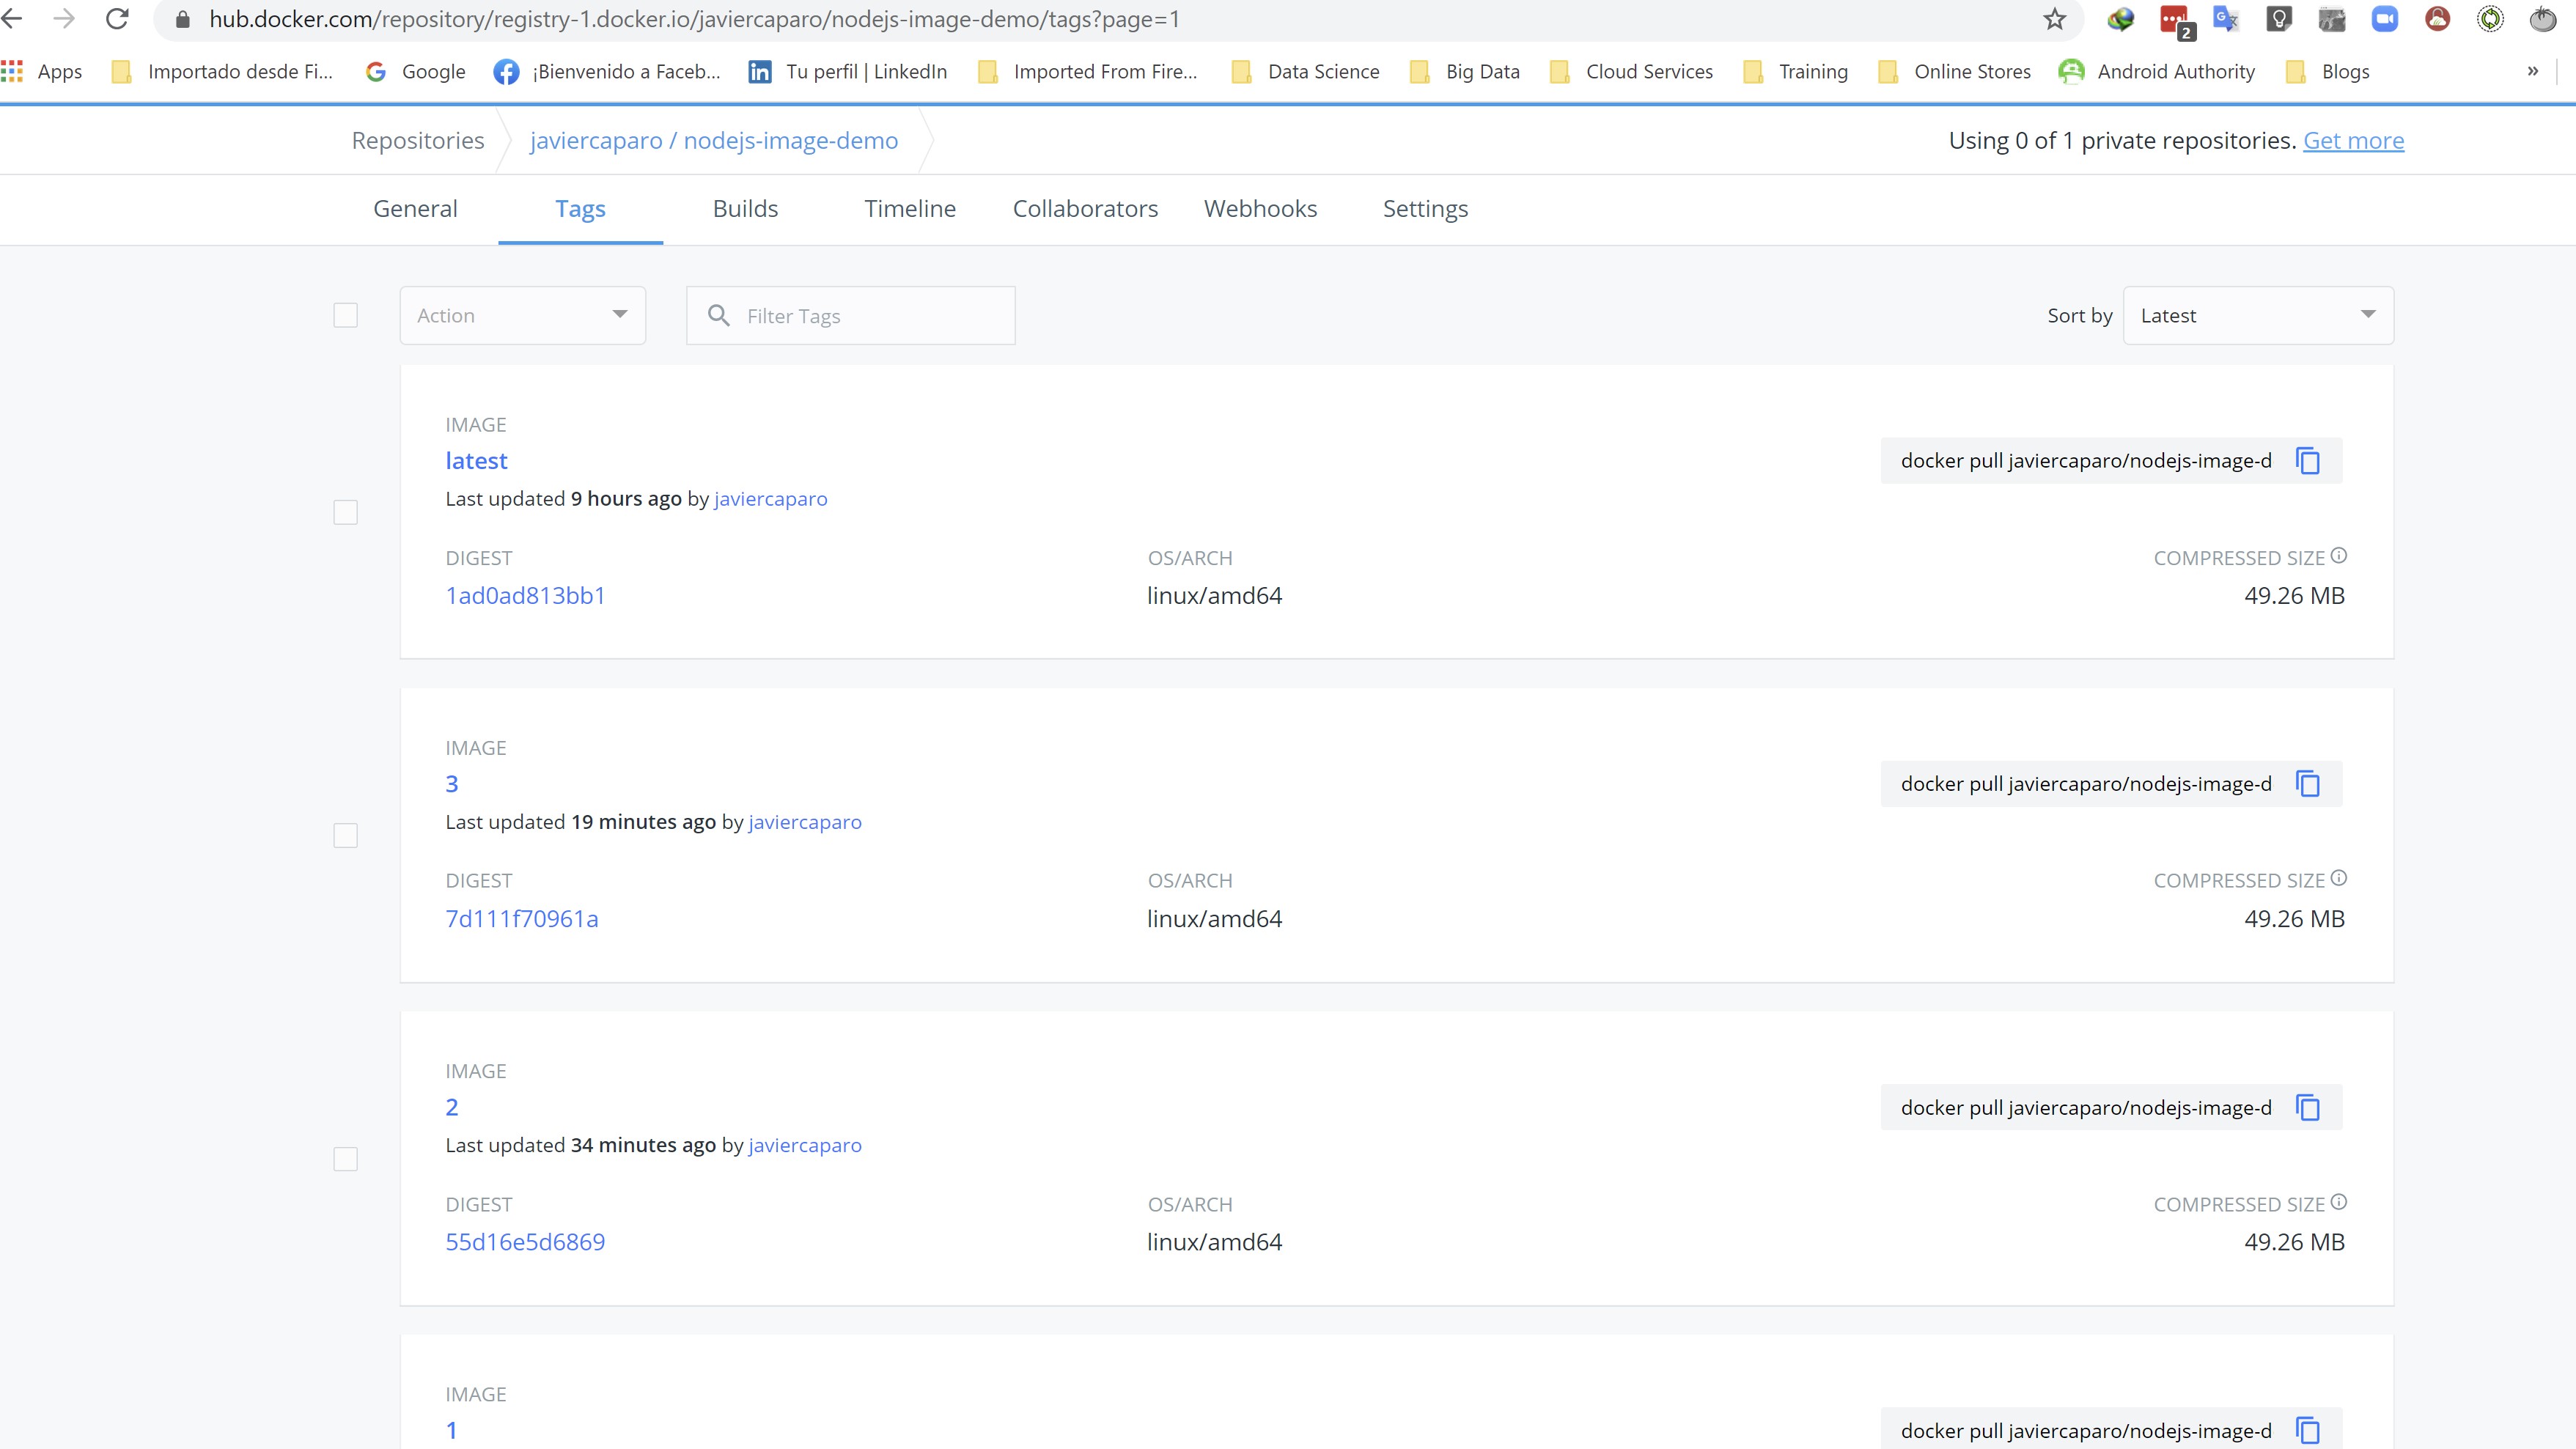 hub.docker.com/repository/registry-1.docker.io/javiercaparo/nodejs-image-demo/tags?page=1
2
Apps Importado desde Fi... Google ¡Bienvenido a Faceb... Tu perfil | LinkedIn Imported From Fire... Data Science Big Data Cloud Services Training Online Stores Android Authority Blogs »
Repositories javiercaparo / nodejs-image-demo Using 0 of 1 private repositories. Get more
General Tags Builds Timeline Collaborators Webhooks Settings
Action Filter Tags Sort by Latest
IMAGE
latest docker pull javiercaparo/nodejs-image-d
Last updated 9 hours ago by javiercaparo
DIGEST OS/ARCH COMPRESSED SIZE
1ad0ad813bb1 linux/amd64 49.26 MB
IMAGE
3 docker pull javiercaparo/nodejs-image-d
Last updated 19 minutes ago by javiercaparo
DIGEST OS/ARCH COMPRESSED SIZE
7d111f70961a linux/amd64 49.26 MB
IMAGE
2 docker pull javiercaparo/nodejs-image-d
Last updated 34 minutes ago by javiercaparo
DIGEST OS/ARCH COMPRESSED SIZE
55d16e5d6869 linux/amd64 49.26 MB
IMAGE
1 docker pull javiercaparo/nodejs-image-d